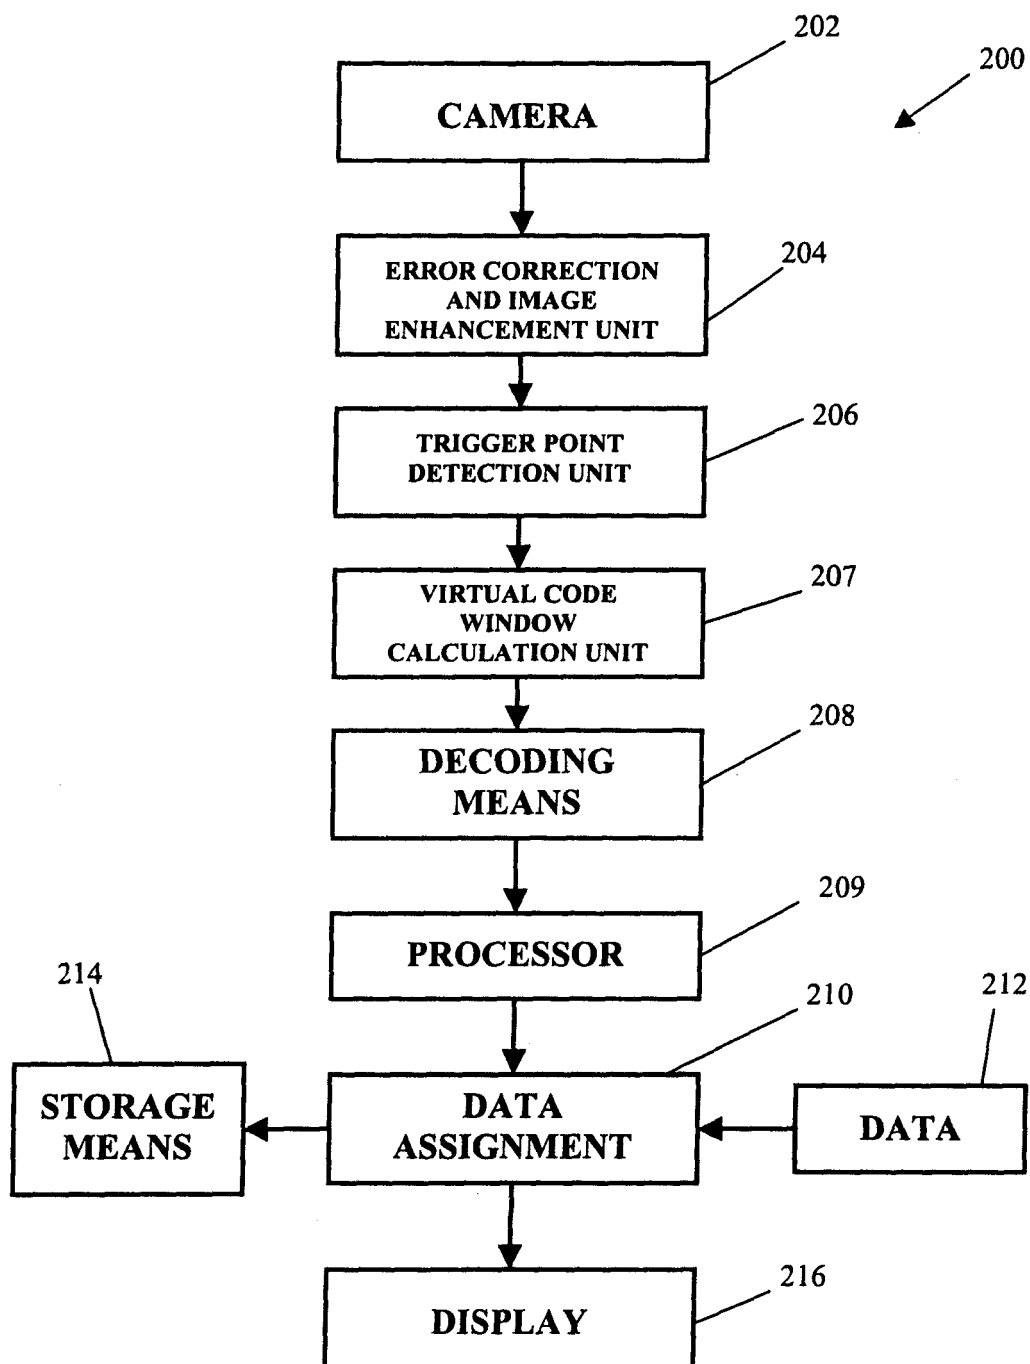 202
200
CAMERA
204
ERROR CORRECTION
AND IMAGE
ENHANCEMENT UNIT
206
TRIGGER POINT
DETECTION UNIT
207
VIRTUAL CODE
WINDOW
CALCULATION UNIT
208
DECODING
MEANS
209
PROCESSOR
214
210
212
STORAGE
MEANS
DATA
ASSIGNMENT
DATA
216
DISPLAY